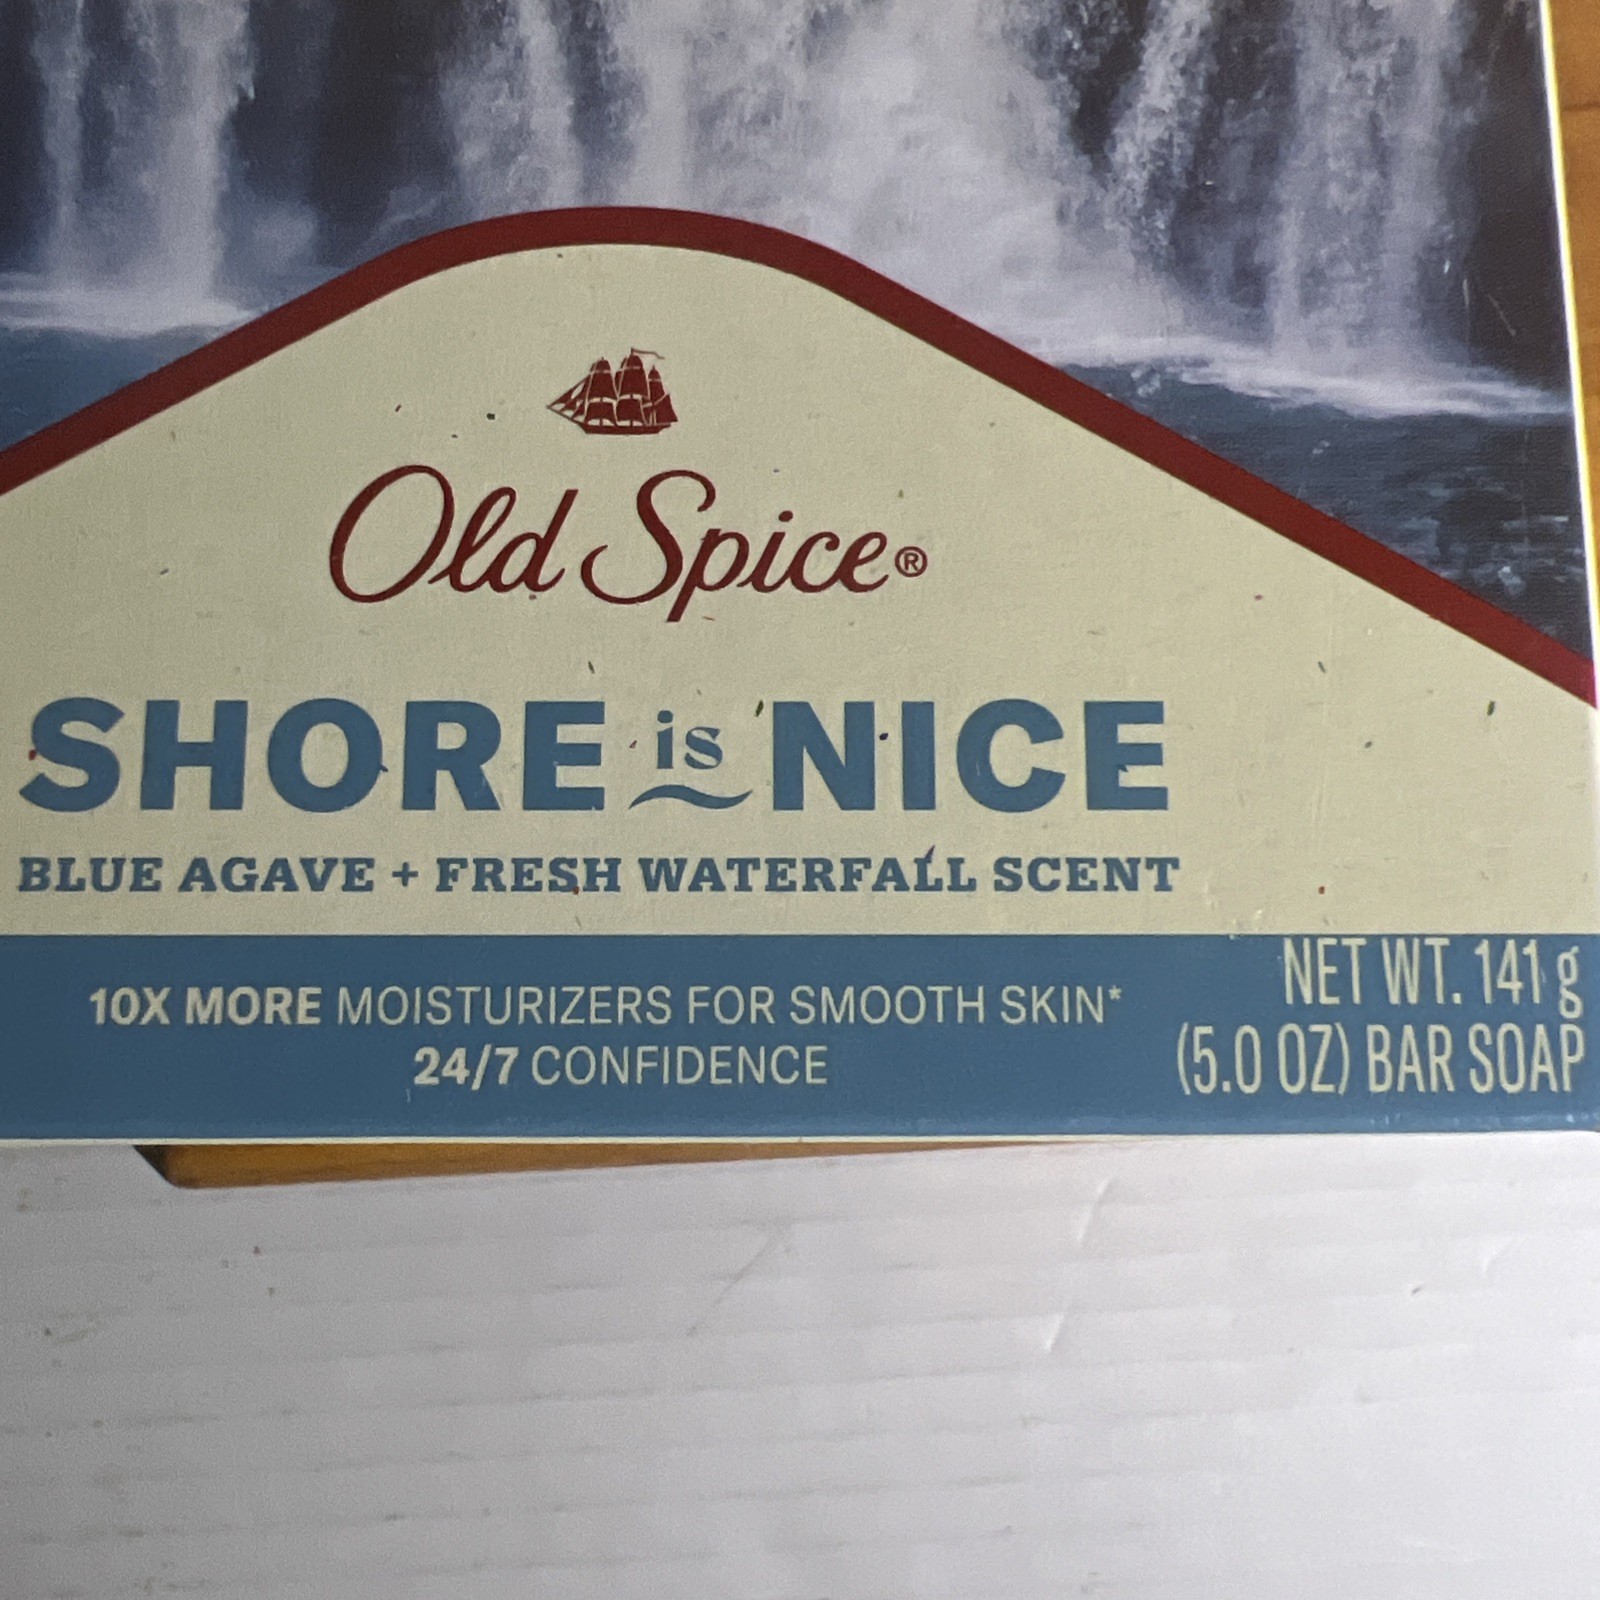 Old Spice®
SHORE is NICE
BLUE AGAVE + FRESH WATERFALL SCENT
10X MORE MOISTURIZERS FOR SMOOTH SKIN*
24/7 CONFIDENCE
NET WT. 141 g
(5.0 OZ) BAR SOAP